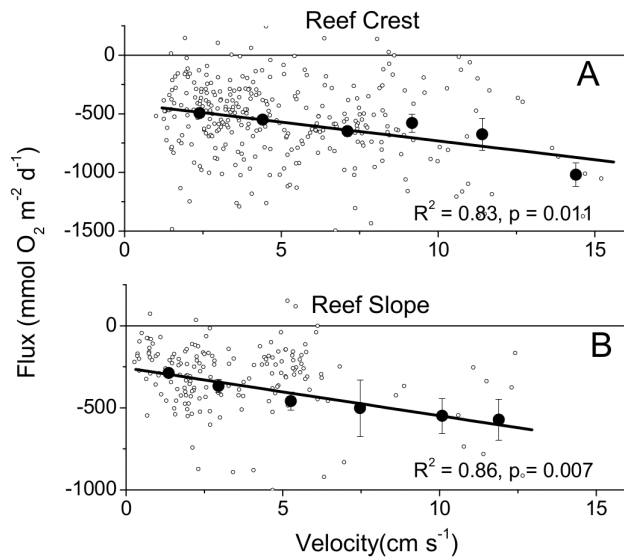 Reef Crest
A
0
-500
-1000
-1500
R² = 0.83, p = 0.011
0 5 10 15
Flux (mmol O₂ m⁻² d⁻¹)
Reef Slope
B
0
-500
-1000
R² = 0.86, p = 0.007
0 5 10 15
Velocity(cm s⁻¹)